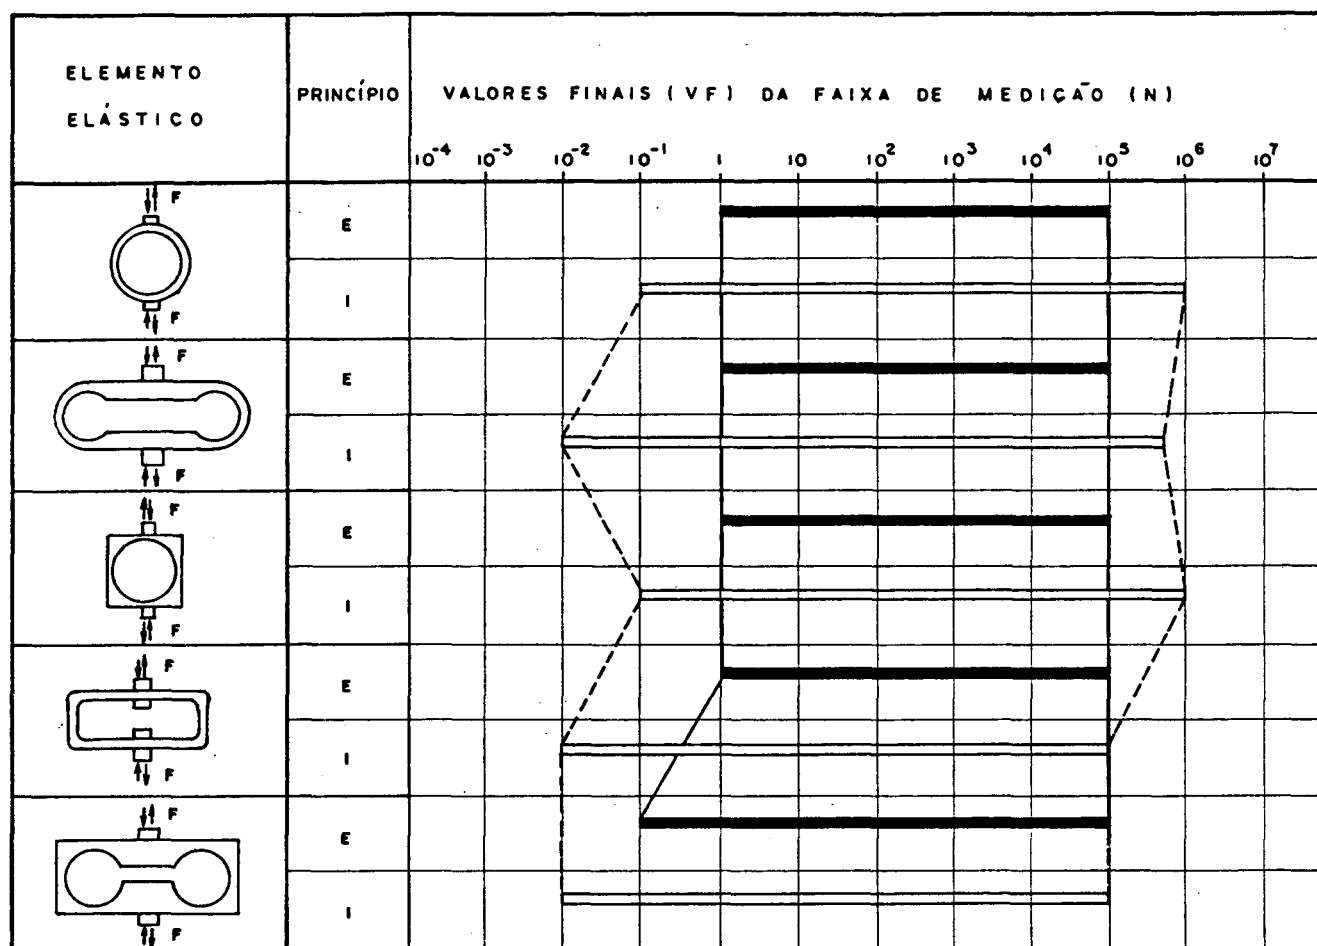 ELEMENTO
ELÁSTICO
PRINCÍPIO
VALORES FINAIS (VF) DA FAIXA DE MEDIÇÃO (N)
10⁻⁴ 10⁻³ 10⁻² 10⁻¹ 1 10 10² 10³ 10⁴ 10⁵ 10⁶ 10⁷
F
E
I
F
F
E
I
F
F
E
I
F
F
E
I
F
F
E
I
F